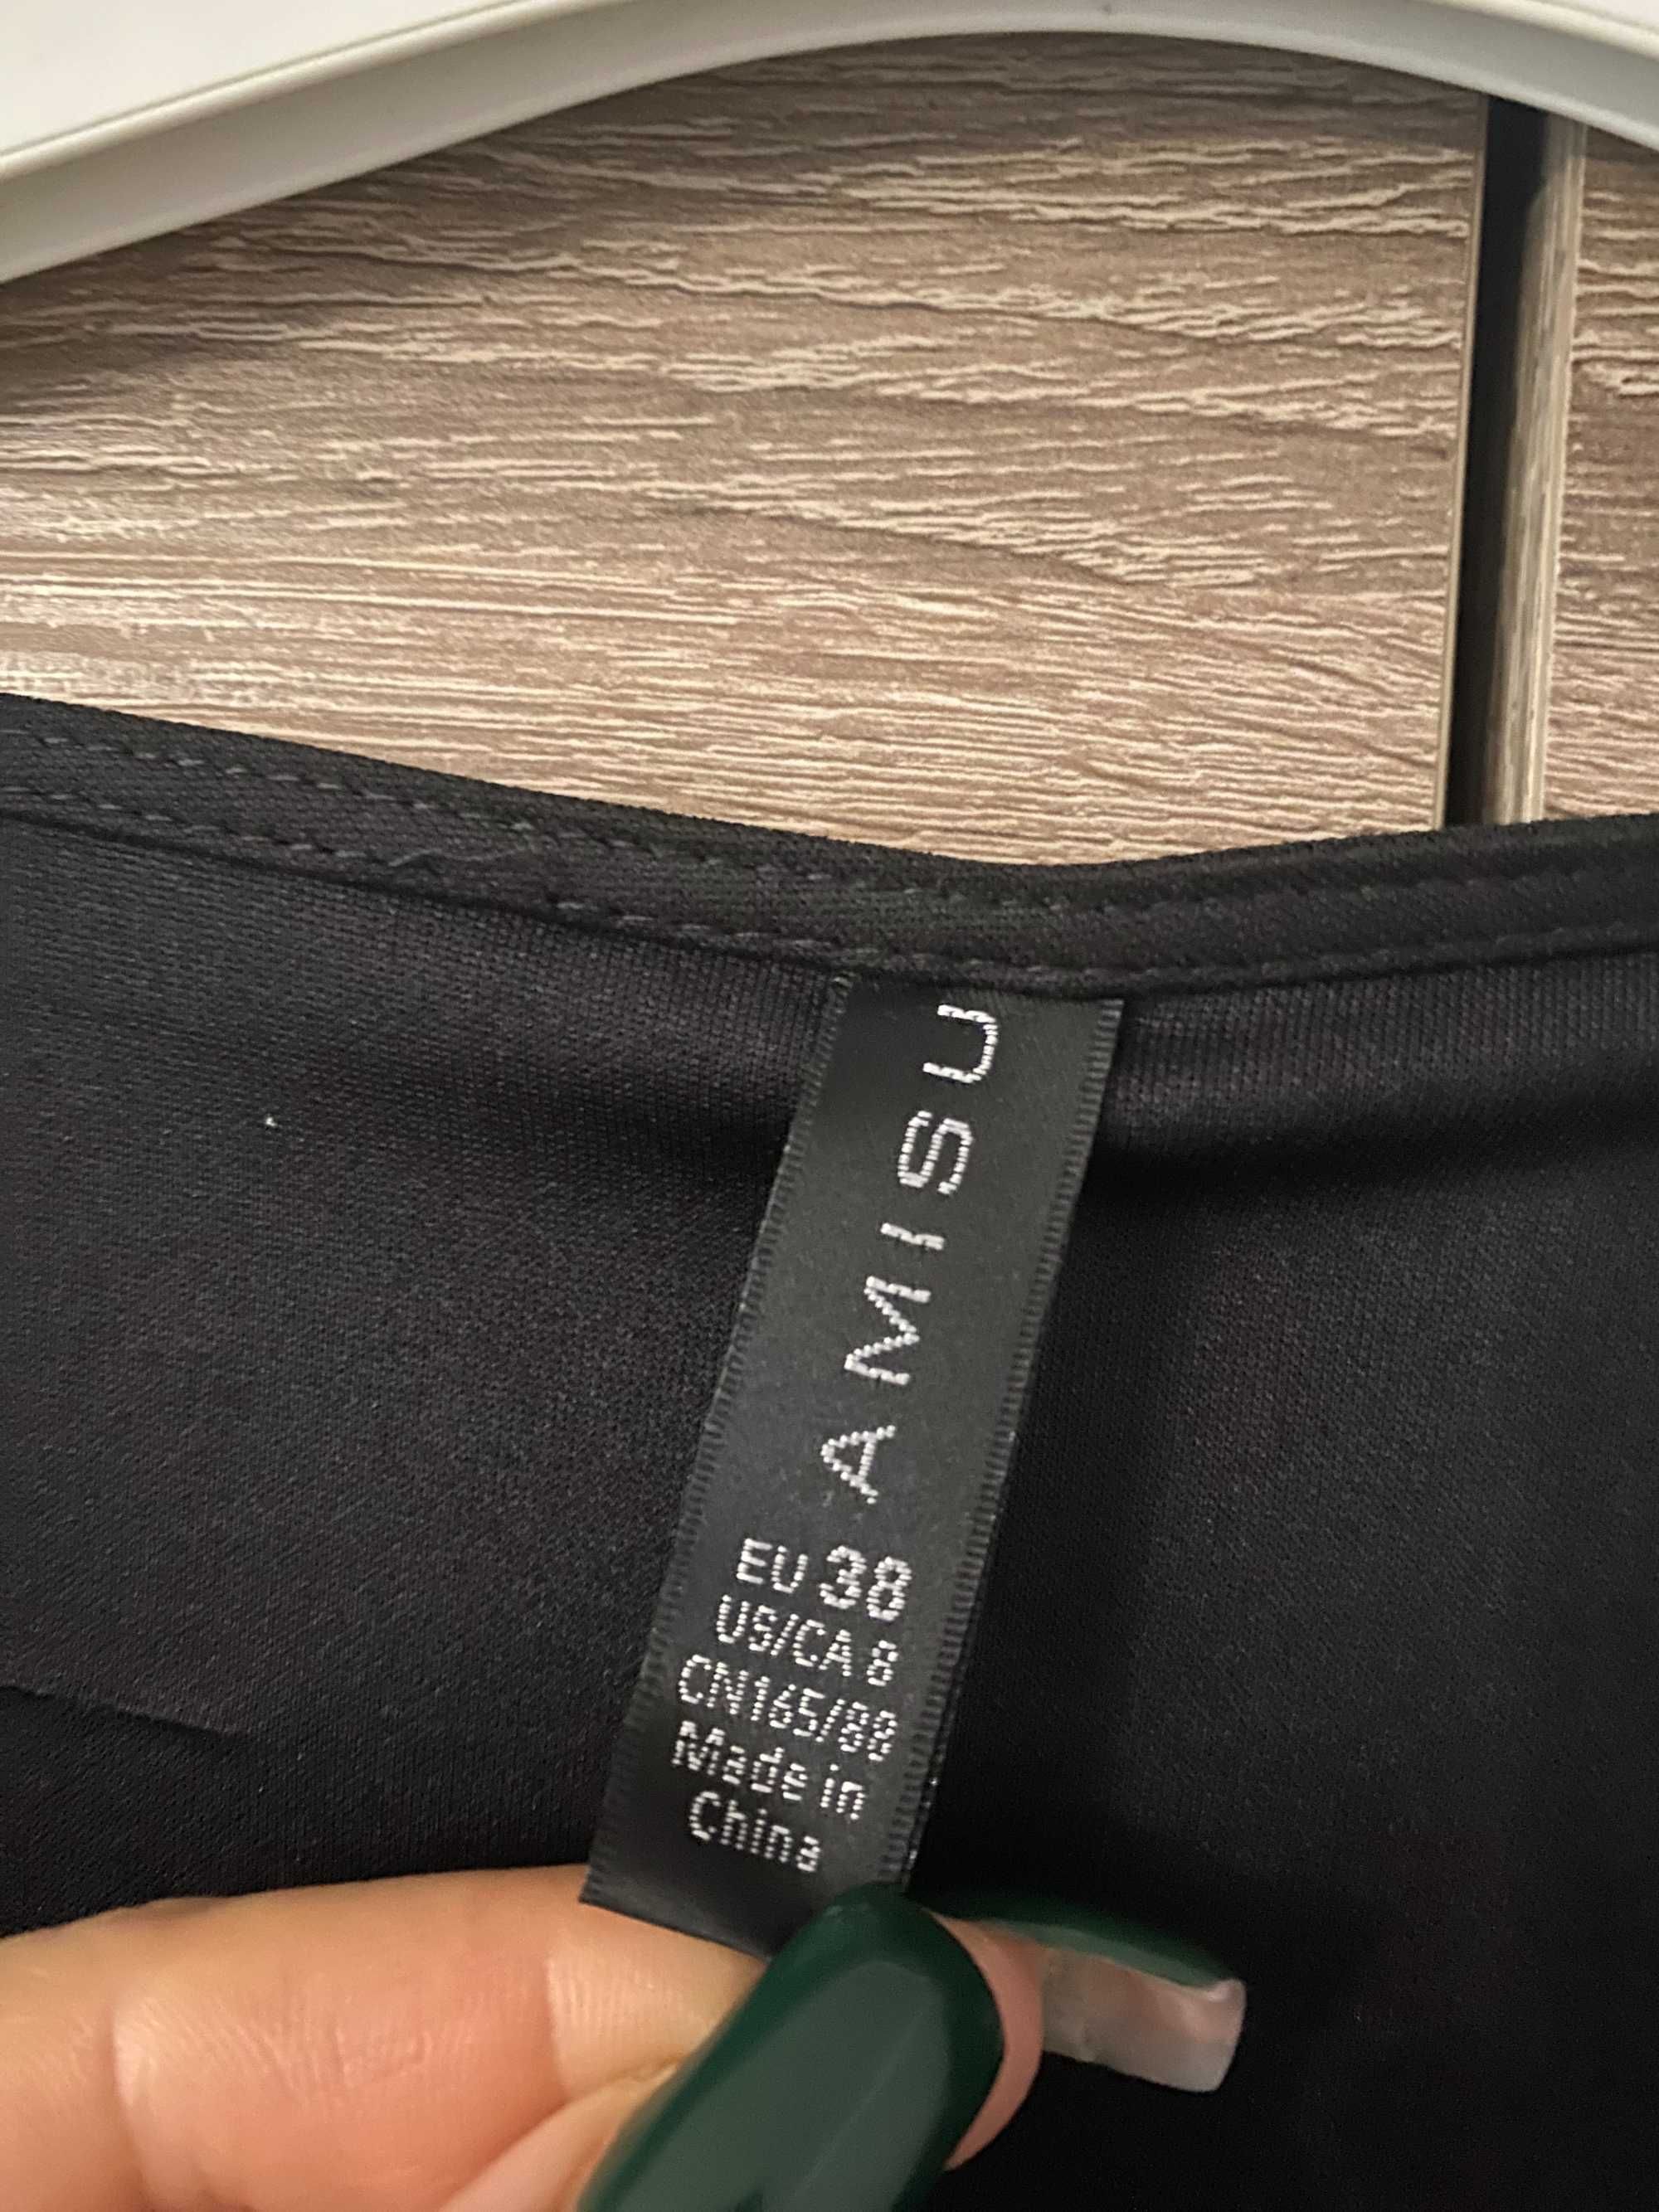 AMISU
EU 38
US/CA 8
CN165/88
Made in
China